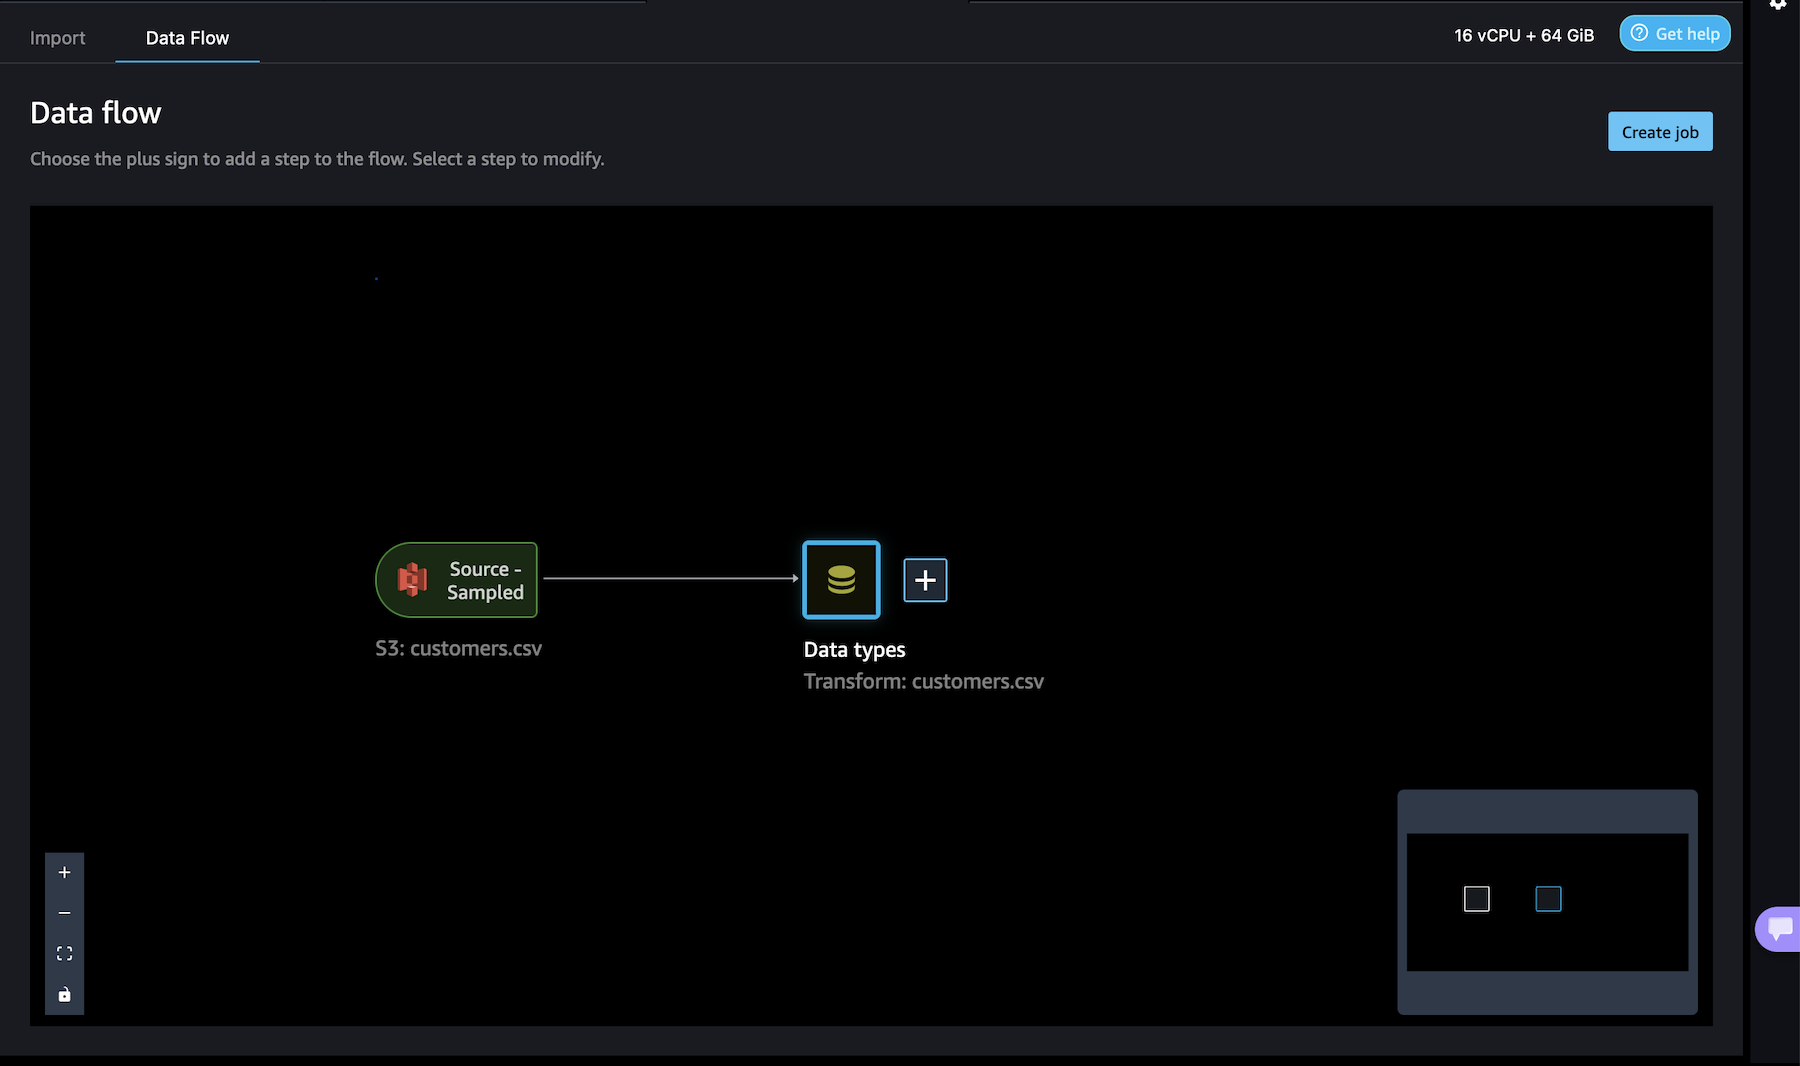 Import
Data Flow
16 vCPU + 64 GiB
Get help
Data flow
Choose the plus sign to add a step to the flow. Select a step to modify.
Create job
Source -
Sampled
S3: customers.csv
Data types
Transform: customers.csv